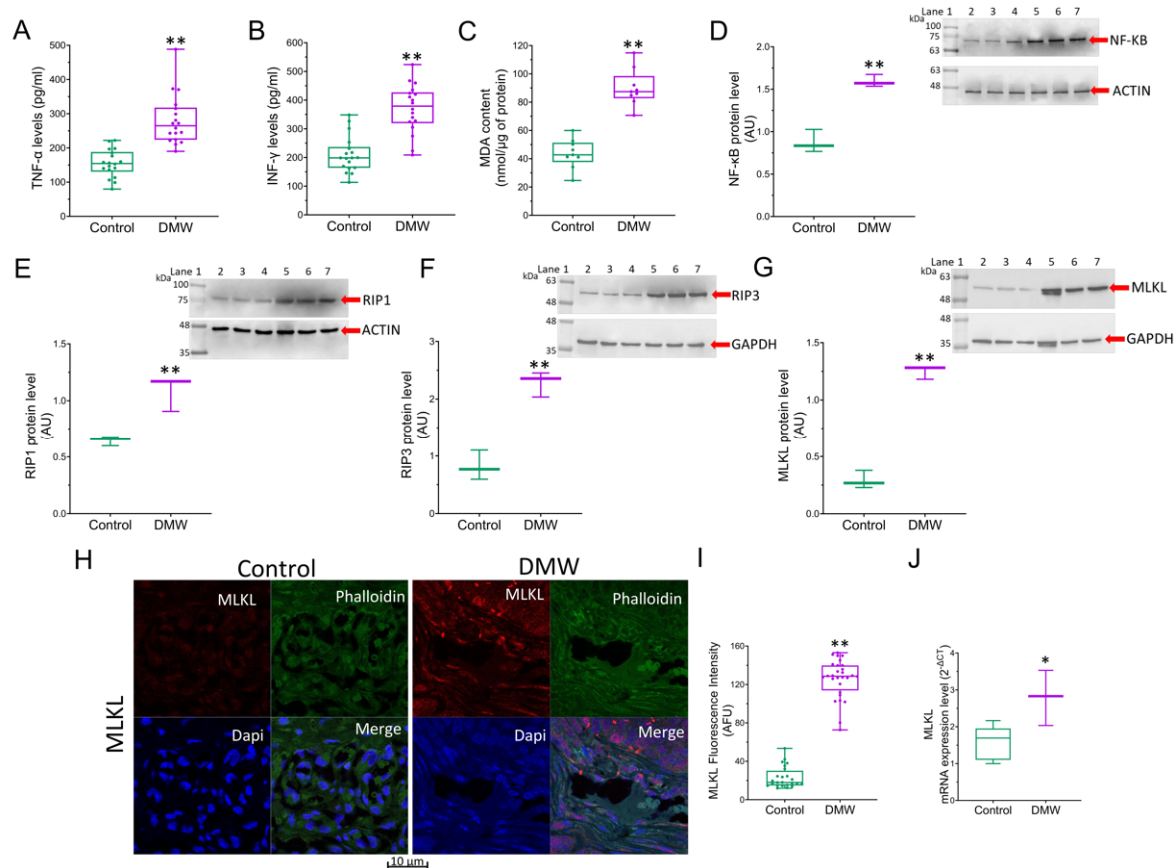 A
TNF-α levels (pg/ml)
500
400
300
200
100
0
**
Control DMW
B
INF-γ levels (pg/ml)
600
500
400
300
200
100
0
**
Control DMW
C
MDA content
(nmol/µg of protein)
120
100
80
60
40
20
0
**
Control DMW
D
NF-κB protein level
(AU)
2.0
1.5
1.0
0.5
0.0
**
Control DMW
Lane 1 2 3 4 5 6 7
kDa
100
75
63
NF-KB
63
48
ACTIN
E
RIP1 protein level
(AU)
1.5
1.0
0.5
0.0
**
Control DMW
Lane 1 2 3 4 5 6 7
kDa
100
75
RIP1
48
35
ACTIN
F
RIP3 protein level
(AU)
3
2
1
0
**
Control DMW
Lane 1 2 3 4 5 6 7
kDa
63
48
RIP3
48
35
GAPDH
G
MLKL protein level
(AU)
1.5
1.0
0.5
0.0
**
Control DMW
Lane 1 2 3 4 5 6 7
kDa
63
48
MLKL
48
35
GAPDH
H
Control DMW
MLKL
MLKL Phalloidin MLKL Phalloidin
Dapi Merge Dapi Merge
10 µm
I
MLKL Fluorescence Intensity
(AFU)
160
120
80
40
0
**
Control DMW
J
MLKL
mRNA expression level (2^-ΔCT)
4
3
2
1
0
*
Control DMW